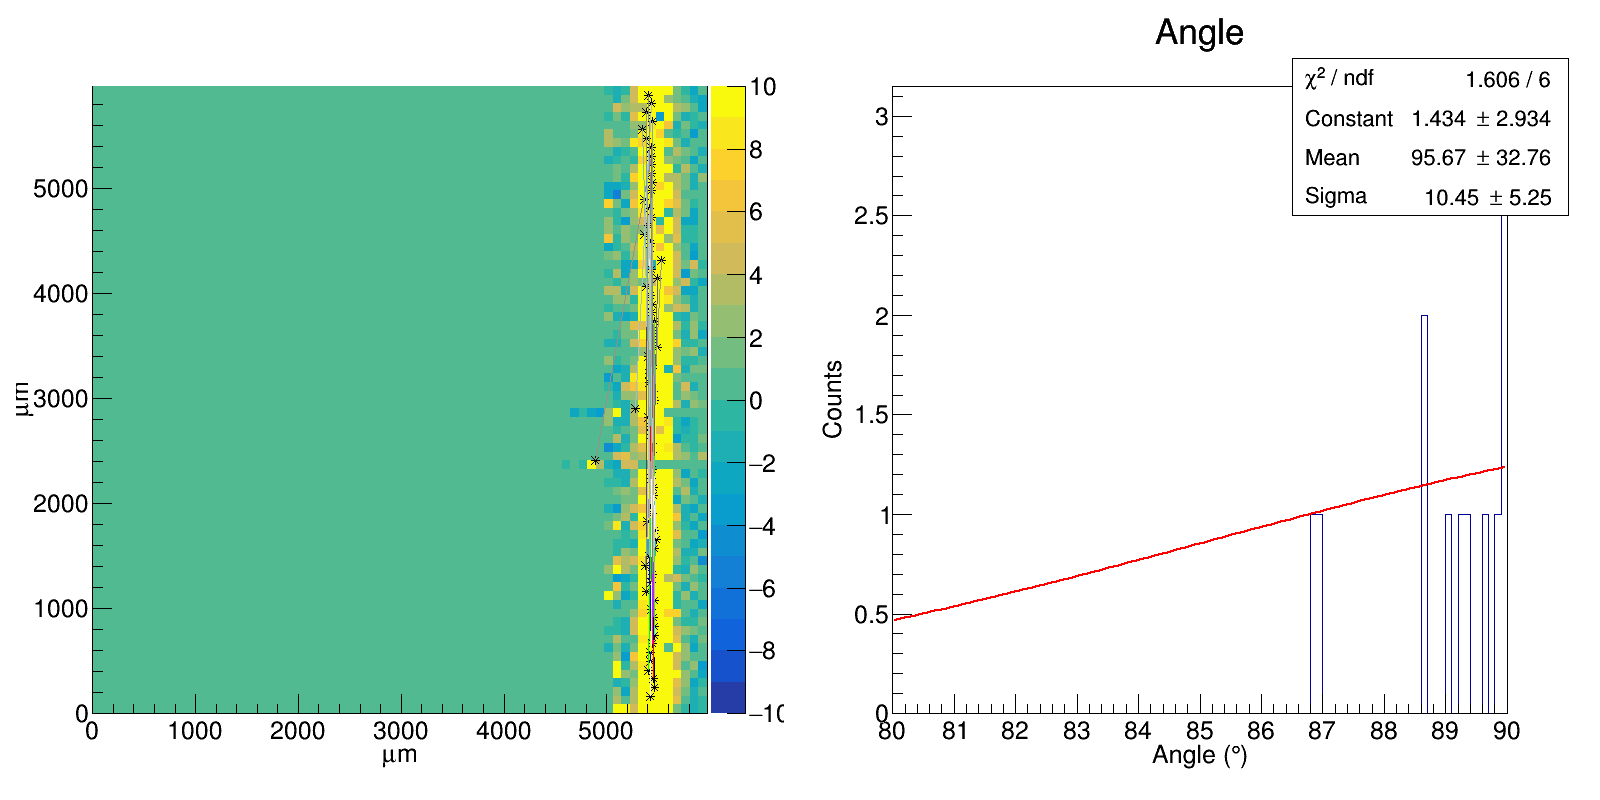 Angle
χ² / ndf 1.606 / 6
Constant 1.434 ± 2.934
Mean 95.67 ± 32.76
Sigma 10.45 ± 5.25
5000
4000
3000
2000
1000
0
μm
0 1000 2000 3000 4000 5000
μm
10
8
6
4
2
0
−2
−4
−6
−8
−10
3
2.5
2
1.5
1
0.5
0
Counts
80 81 82 83 84 85 86 87 88 89 90
Angle (°)